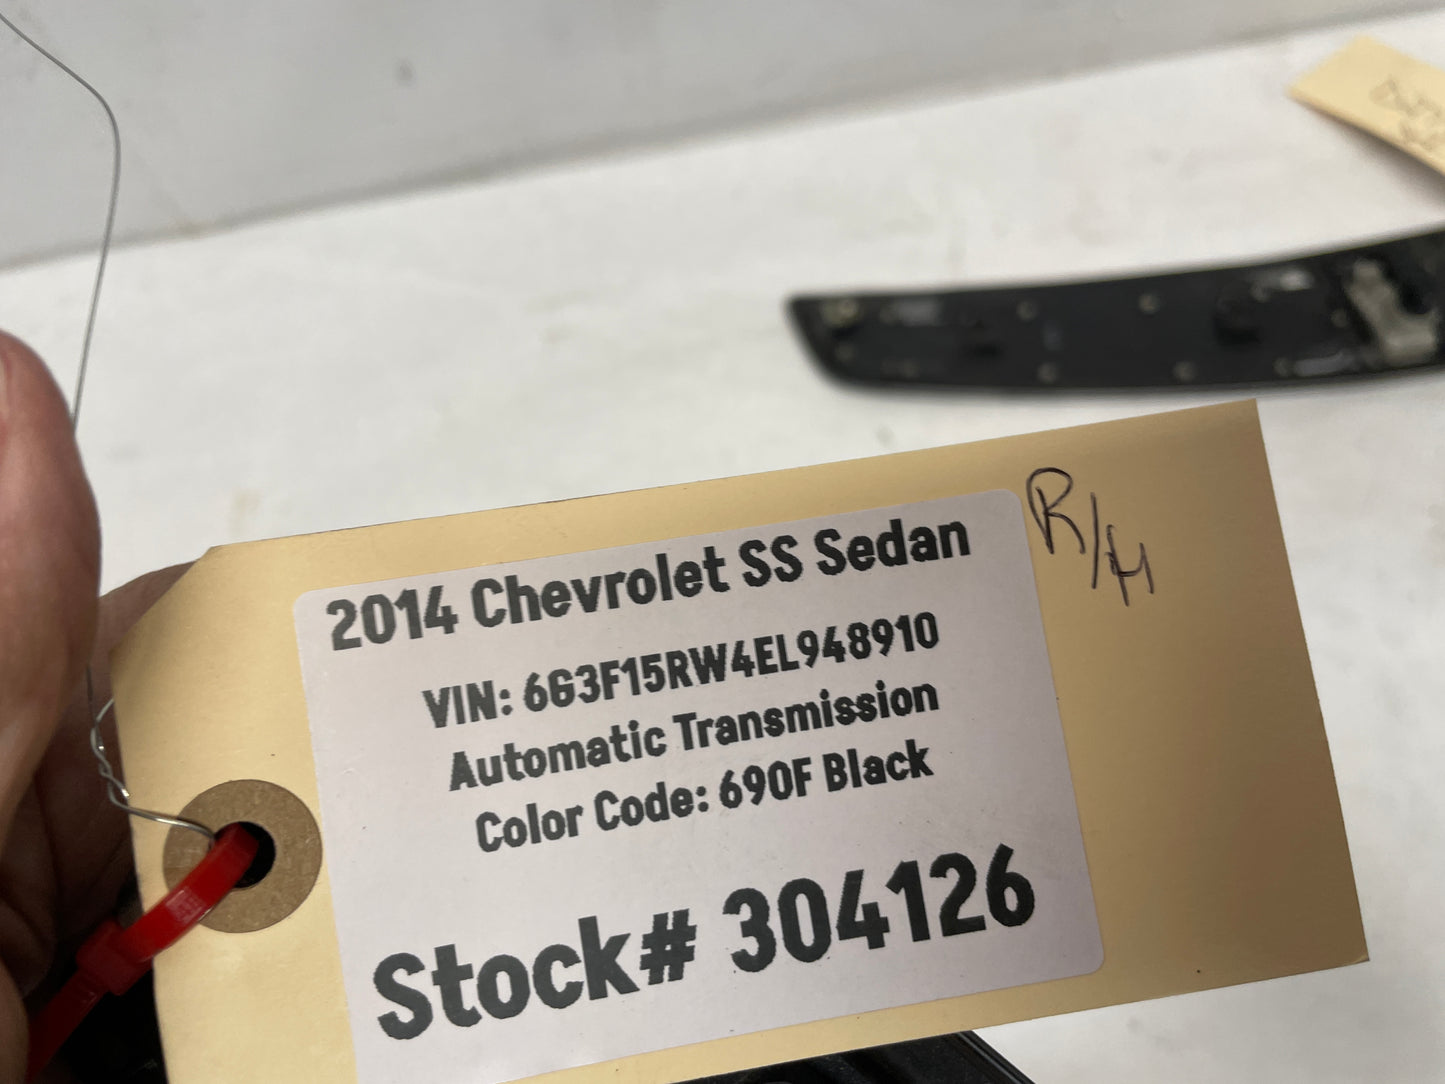 2014 Chevrolet SS Sedan
VIN: 6G3F15RW4EL948910
Automatic Transmission
Color Code: 690F Black
Stock# 304126
R/H